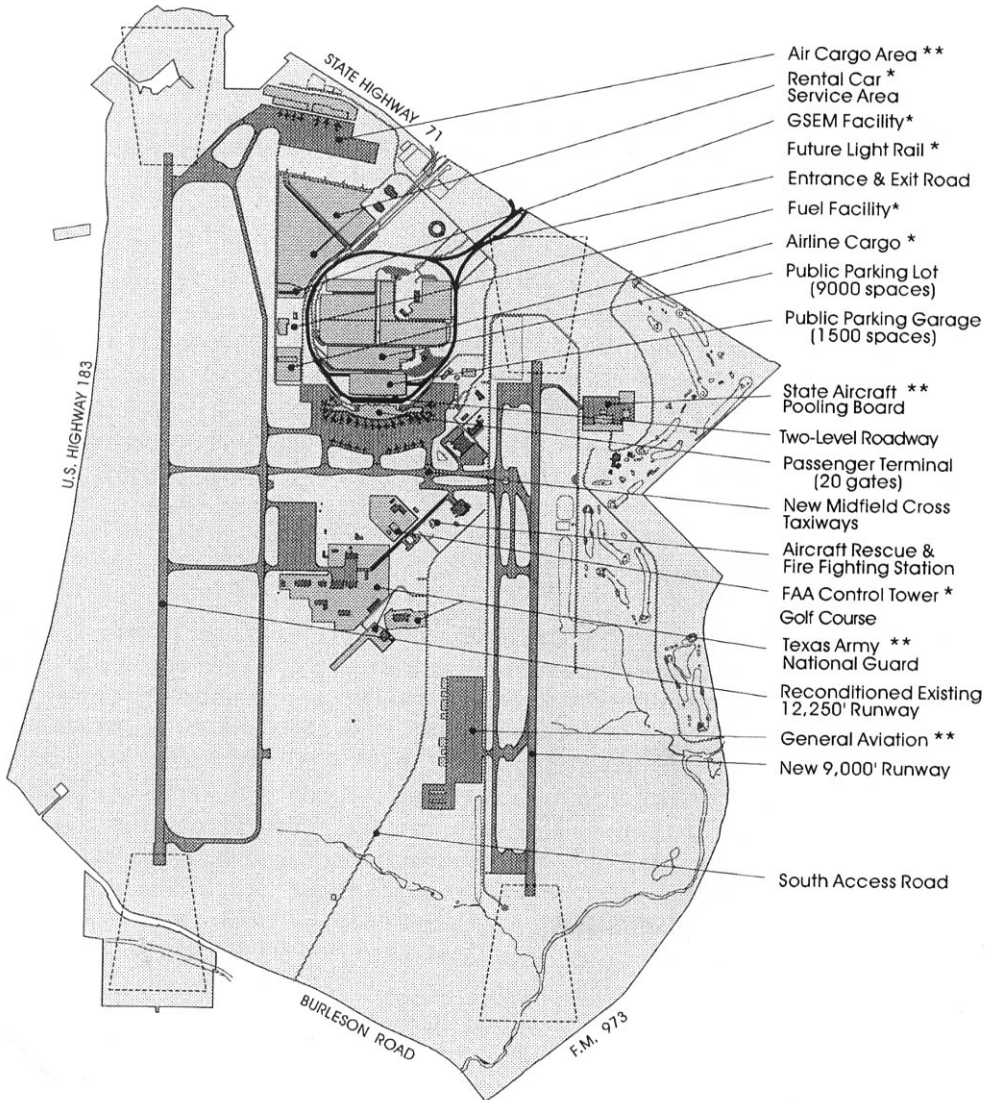 STATE HIGHWAY 71
U.S. HIGHWAY 183
BURLESON ROAD
F.M. 973
Air Cargo Area **
Rental Car *
Service Area
GSEM Facility*
Future Light Rail *
Entrance & Exit Road
Fuel Facility*
Airline Cargo *
Public Parking Lot
(9000 spaces)
Public Parking Garage
(1500 spaces)
State Aircraft **
Pooling Board
Two-Level Roadway
Passenger Terminal
(20 gates)
New Midfield Cross
Taxiways
Aircraft Rescue &
Fire Fighting Station
FAA Control Tower *
Golf Course
Texas Army **
National Guard
Reconditioned Existing
12,250' Runway
General Aviation **
New 9,000' Runway
South Access Road